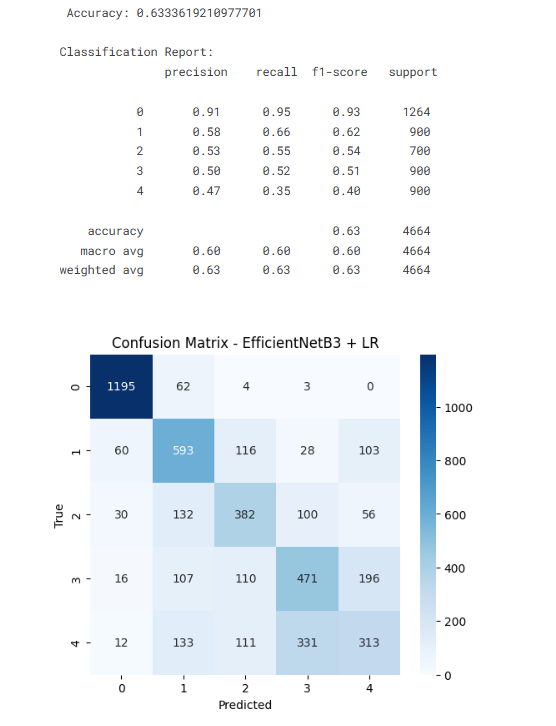 Accuracy: 0.6333619210977701
Classification Report:
precision recall f1-score support
0 0.91 0.95 0.93 1264
1 0.58 0.66 0.62 900
2 0.53 0.55 0.54 700
3 0.50 0.52 0.51 900
4 0.47 0.35 0.40 900
accuracy 0.63 4664
macro avg 0.60 0.60 0.60 4664
weighted avg 0.63 0.63 0.63 4664
Confusion Matrix - EfficientNetB3 + LR
0 1195 62 4 3 0
1 60 593 116 28 103
2 30 132 382 100 56
3 16 107 110 471 196
4 12 133 111 331 313
0 1 2 3 4
Predicted
True
1000
800
600
400
200
0